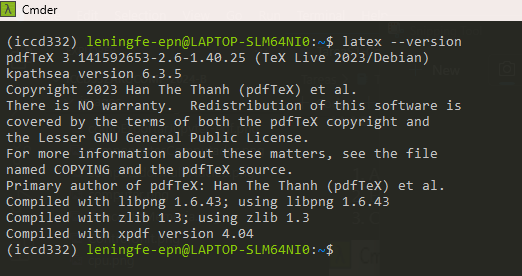 Cmder
(iccd332) leningfe-epn@LAPTOP-SLM64NI0:~$ latex --version
pdfTeX 3.141592653-2.6-1.40.25 (TeX Live 2023/Debian)
kpathsea version 6.3.5
Copyright 2023 Han The Thanh (pdfTeX) et al.
There is NO warranty.  Redistribution of this software is
covered by the terms of both the pdfTeX copyright and
the Lesser GNU General Public License.
For more information about these matters, see the file
named COPYING and the pdfTeX source.
Primary author of pdfTeX: Han The Thanh (pdfTeX) et al.
Compiled with libpng 1.6.43; using libpng 1.6.43
Compiled with zlib 1.3; using zlib 1.3
Compiled with xpdf version 4.04
(iccd332) leningfe-epn@LAPTOP-SLM64NI0:~$